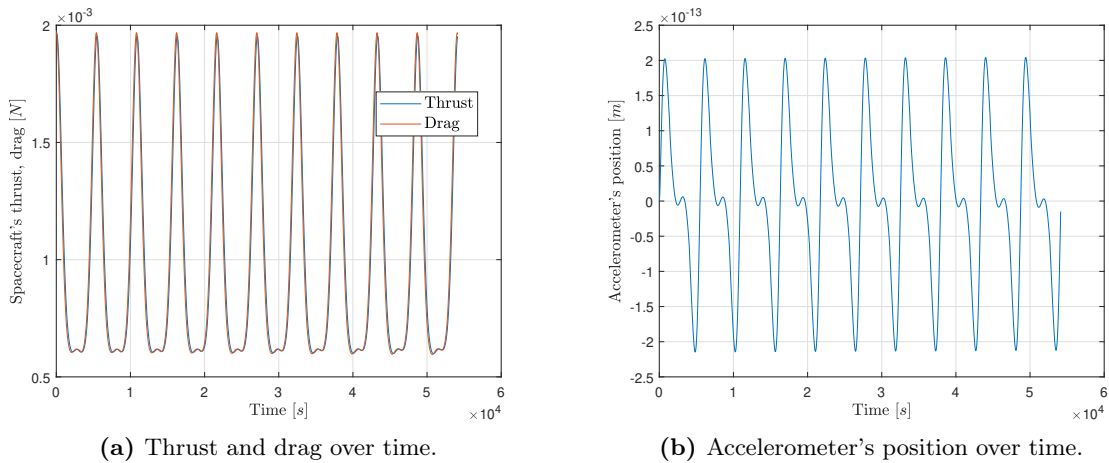 ×10⁻³
2
1.5
1
0.5
Spacecraft's thrust, drag [N]
Thrust
Drag
0 1 2 3 4 5 6
Time [s]
×10⁴
(a) Thrust and drag over time.
×10⁻¹³
2.5
2
1.5
1
0.5
0
-0.5
-1
-1.5
-2
-2.5
Accelerometer's position [m]
0 1 2 3 4 5 6
Time [s]
×10⁴
(b) Accelerometer's position over time.